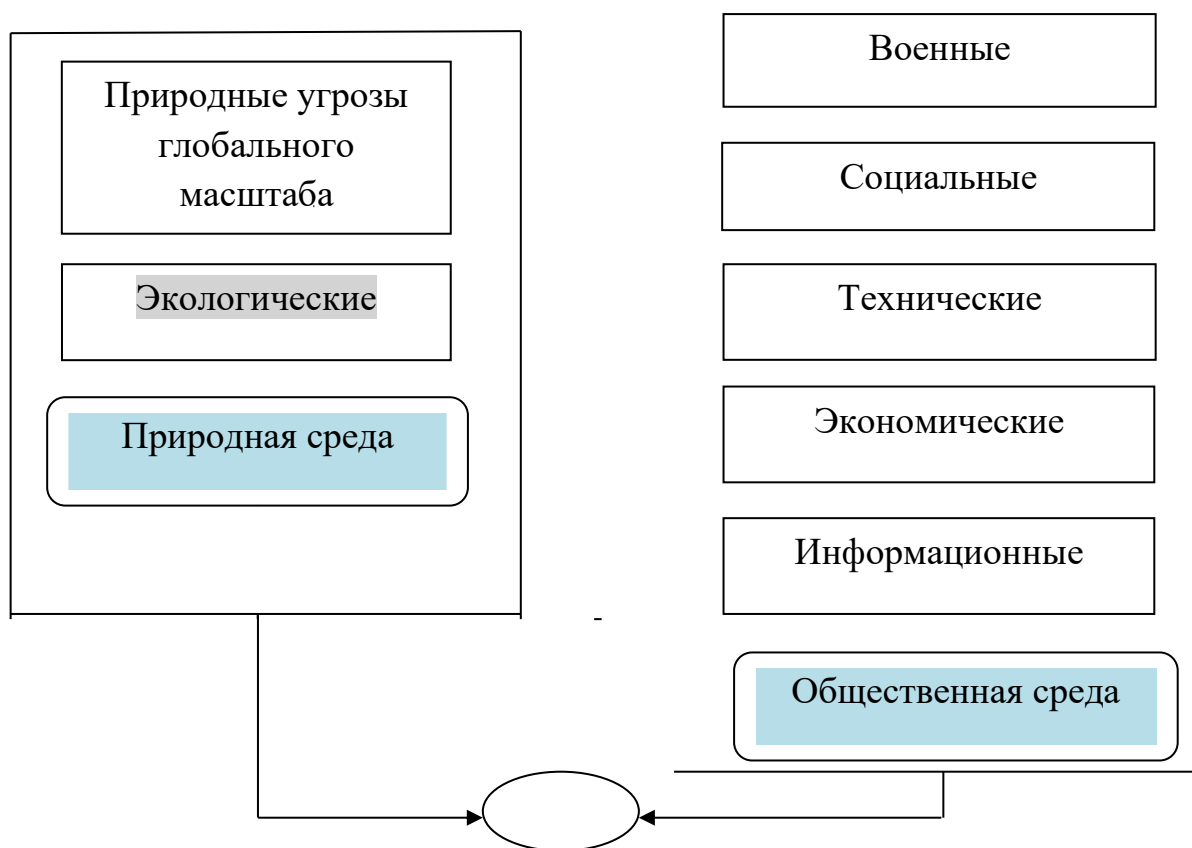 Природные угрозы
глобального
масштаба
Экологические
Природная среда
Военные
Социальные
Технические
Экономические
Информационные
Общественная среда